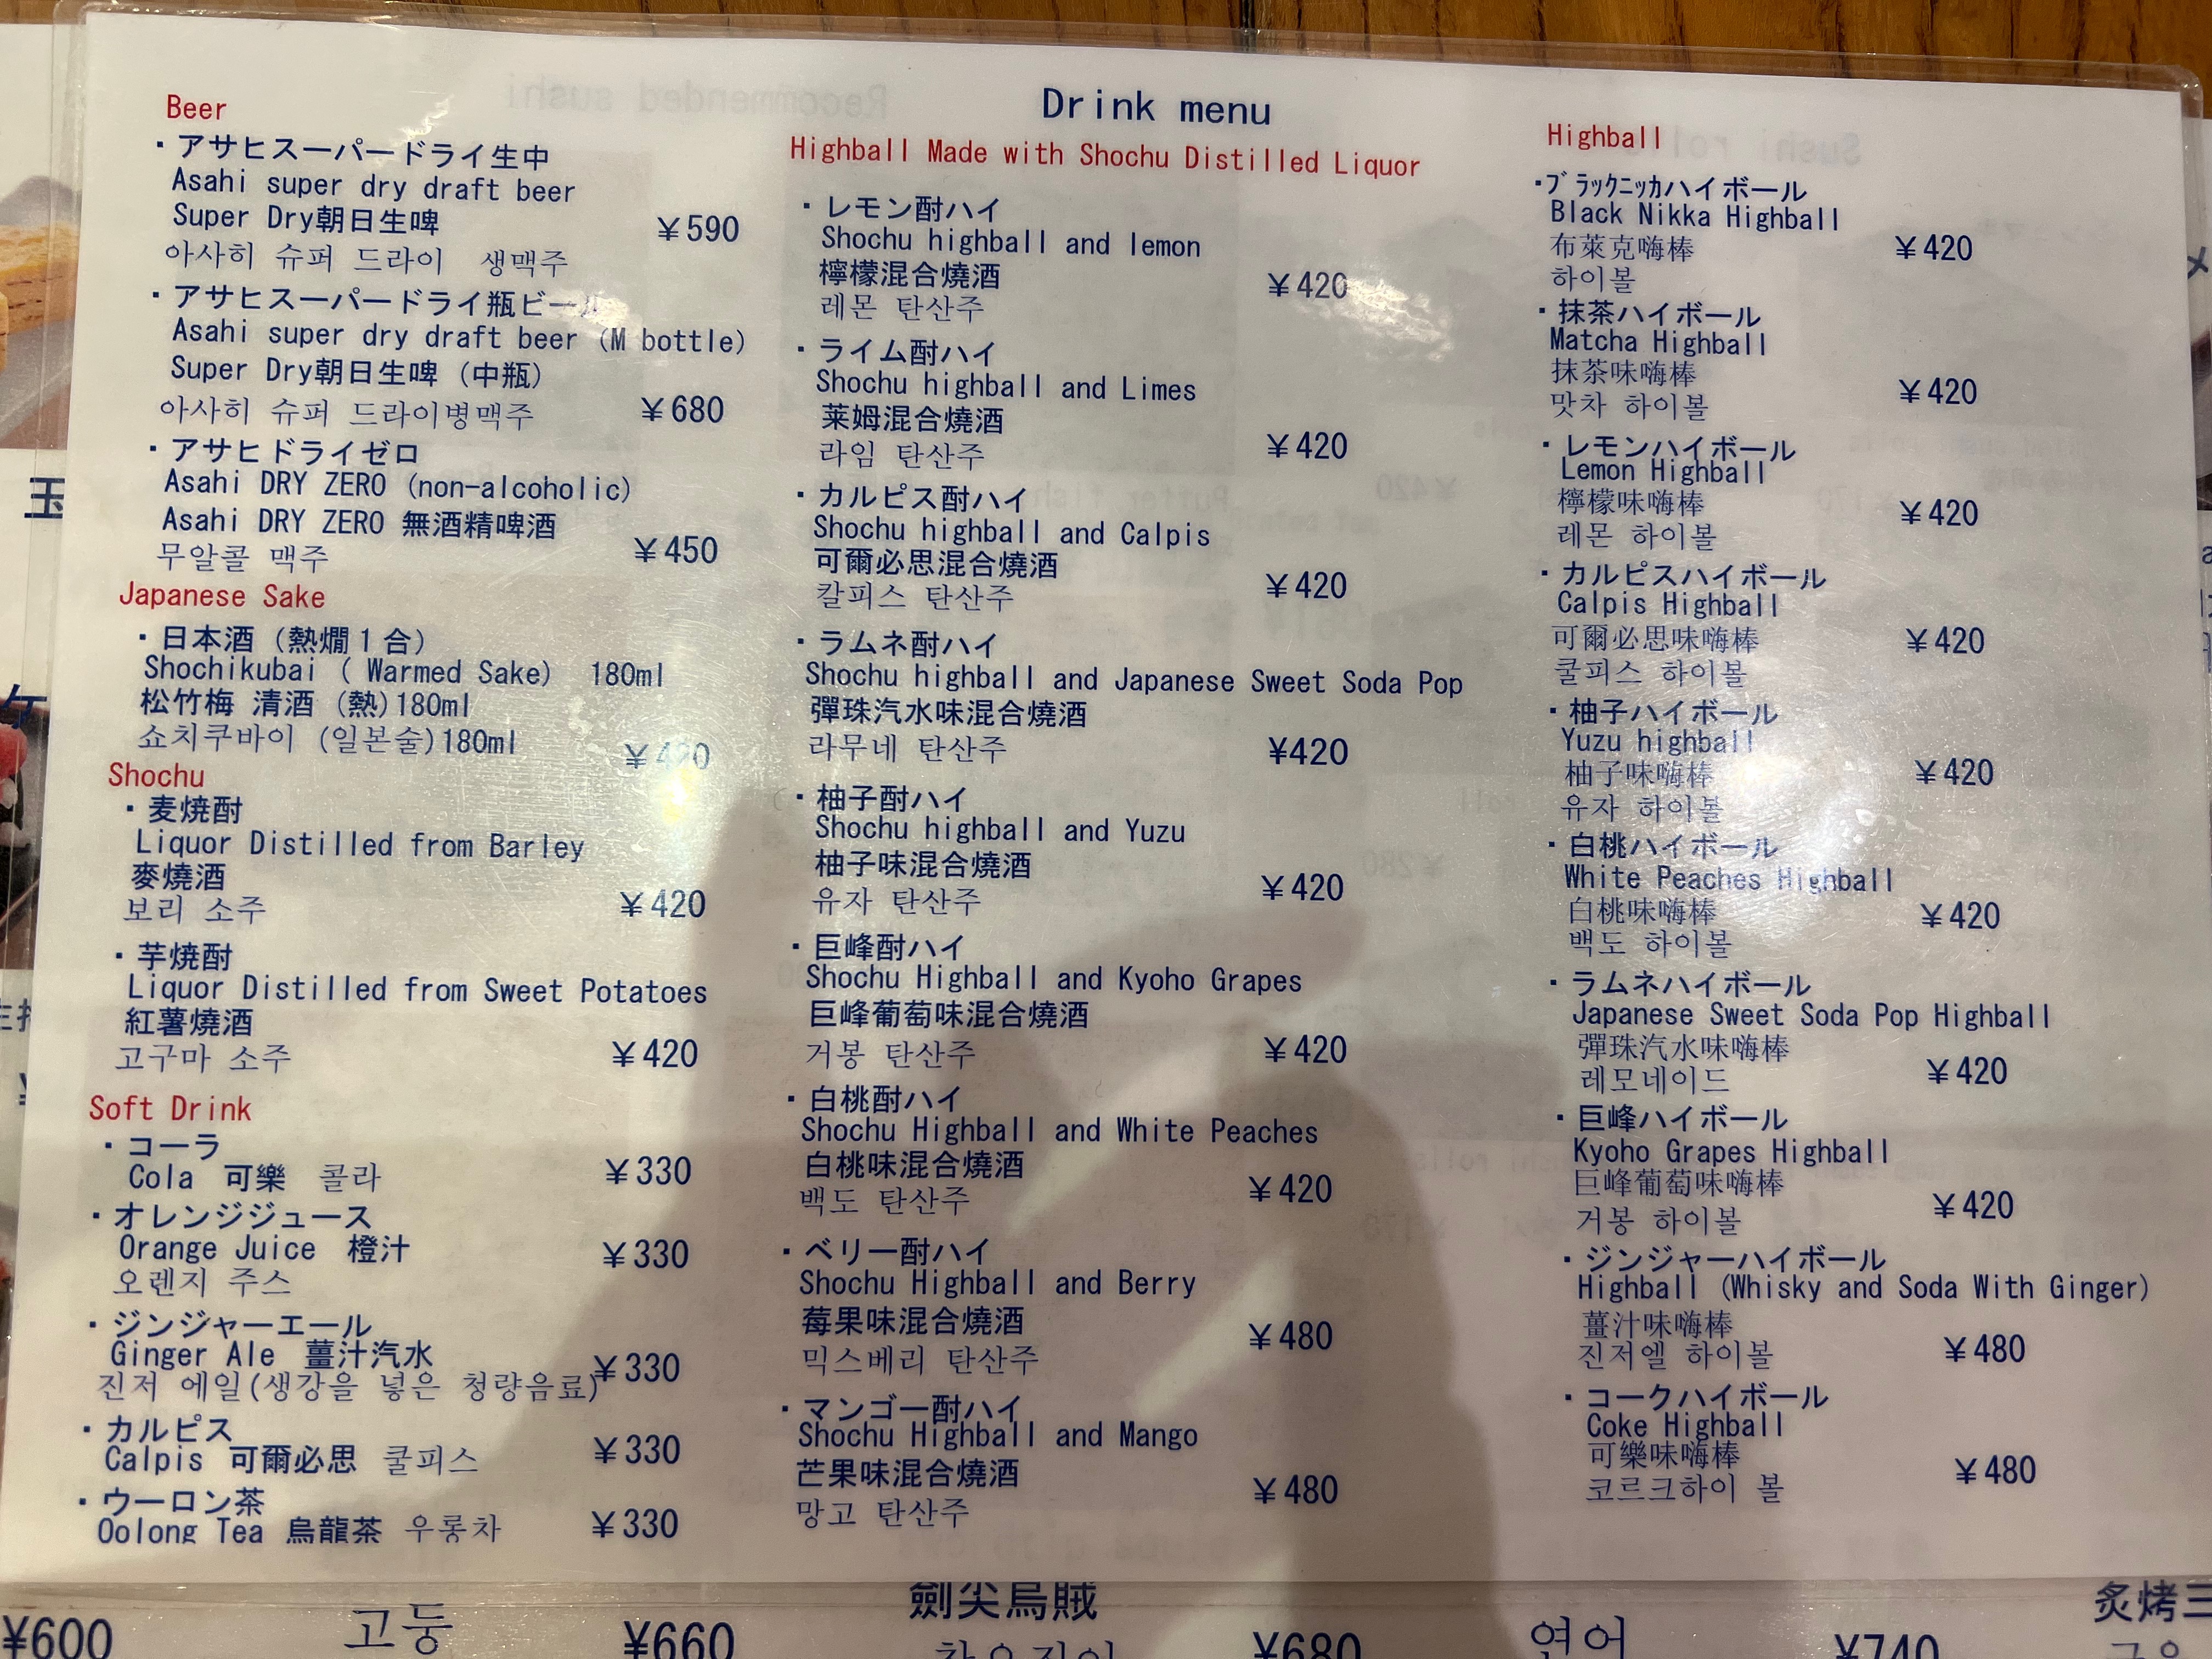 Drink menu
Beer
・アサヒスーパードライ生中
Asahi super dry draft beer
Super Dry朝日生啤 ￥590
아사히 슈퍼 드라이 생맥주
・アサヒスーパードライ瓶ビール
Asahi super dry draft beer (M bottle)
Super Dry朝日生啤 (中瓶)
아사히 슈퍼 드라이병맥주 ￥680
・アサヒドライゼロ
Asahi DRY ZERO (non-alcoholic)
Asahi DRY ZERO 無酒精啤酒
무알콜 맥주 ￥450
Japanese Sake
・日本酒 (熱燗１合)
Shochikubai ( Warmed Sake) 180ml
松竹梅 清酒 (熱)180ml
쇼치쿠바이 (일본술)180ml ￥420
Shochu
・麦焼酎
Liquor Distilled from Barley
麥燒酒
보리 소주 ￥420
・芋焼酎
Liquor Distilled from Sweet Potatoes
紅薯燒酒
고구마 소주 ￥420
Soft Drink
・コーラ
Cola 可樂 콜라 ￥330
・オレンジジュース
Orange Juice 橙汁 ￥330
오렌지 주스
・ジンジャーエール
Ginger Ale 薑汁汽水 ￥330
진저 에일(생강을 넣은 청량음료)
・カルピス
Calpis 可爾必思 쿨피스 ￥330
・ウーロン茶
Oolong Tea 烏龍茶 우롱차 ￥330
Highball Made with Shochu Distilled Liquor
・レモン酎ハイ
Shochu highball and lemon
檸檬混合燒酒 ￥420
레몬 탄산주
・ライム酎ハイ
Shochu highball and Limes
莱姆混合燒酒
라임 탄산주 ￥420
・カルピス酎ハイ
Shochu highball and Calpis
可爾必思混合燒酒
칼피스 탄산주 ￥420
・ラムネ酎ハイ
Shochu highball and Japanese Sweet Soda Pop
彈珠汽水味混合燒酒
라무네 탄산주 ¥420
・柚子酎ハイ
Shochu highball and Yuzu
柚子味混合燒酒
유자 탄산주 ￥420
・巨峰酎ハイ
Shochu Highball and Kyoho Grapes
巨峰葡萄味混合燒酒
거봉 탄산주 ￥420
・白桃酎ハイ
Shochu Highball and White Peaches
白桃味混合燒酒
백도 탄산주 ￥420
・ベリー酎ハイ
Shochu Highball and Berry
莓果味混合燒酒 ￥480
믹스베리 탄산주
・マンゴー酎ハイ
Shochu Highball and Mango
芒果味混合燒酒
망고 탄산주 ￥480
Highball
・ﾌﾞﾗｯｸﾆｯｶハイボール
Black Nikka Highball
布萊克嗨棒 ￥420
하이볼
・抹茶ハイボール
Matcha Highball
抹茶味嗨棒
맛차 하이볼 ￥420
・レモンハイボール
Lemon Highball
檸檬味嗨棒 ￥420
레몬 하이볼
・カルピスハイボール
Calpis Highball
可爾必思味嗨棒 ￥420
쿨피스 하이볼
・柚子ハイボール
Yuzu highball
柚子味嗨棒 ￥420
유자 하이볼
・白桃ハイボール
White Peaches Highball
白桃味嗨棒 ￥420
백도 하이볼
・ラムネハイボール
Japanese Sweet Soda Pop Highball
彈珠汽水味嗨棒
레모네이드 ￥420
・巨峰ハイボール
Kyoho Grapes Highball
巨峰葡萄味嗨棒
거봉 하이볼 ￥420
・ジンジャーハイボール
Highball (Whisky and Soda With Ginger)
薑汁味嗨棒
진저엘 하이볼 ￥480
・コークハイボール
Coke Highball
可樂味嗨棒
코르크하이 볼 ￥480
玉
劍尖烏賊
炙烤三
¥600 고둥 ¥660 ¥680 연어 ¥740